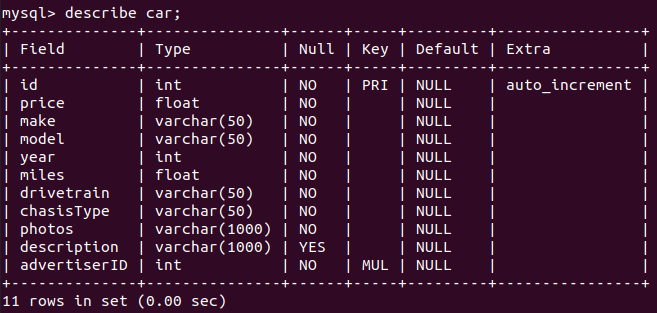 mysql> describe car;
+--------------+---------------+------+-----+---------+----------------+
| Field        | Type          | Null | Key | Default | Extra          |
+--------------+---------------+------+-----+---------+----------------+
| id           | int           | NO   | PRI | NULL    | auto_increment |
| price        | float         | NO   |     | NULL    |                |
| make         | varchar(50)   | NO   |     | NULL    |                |
| model        | varchar(50)   | NO   |     | NULL    |                |
| year         | int           | NO   |     | NULL    |                |
| miles        | float         | NO   |     | NULL    |                |
| drivetrain   | varchar(50)   | NO   |     | NULL    |                |
| chasisType   | varchar(50)   | NO   |     | NULL    |                |
| photos       | varchar(1000) | NO   |     | NULL    |                |
| description  | varchar(1000) | YES  |     | NULL    |                |
| advertiserID | int           | NO   | MUL | NULL    |                |
+--------------+---------------+------+-----+---------+----------------+
11 rows in set (0.00 sec)